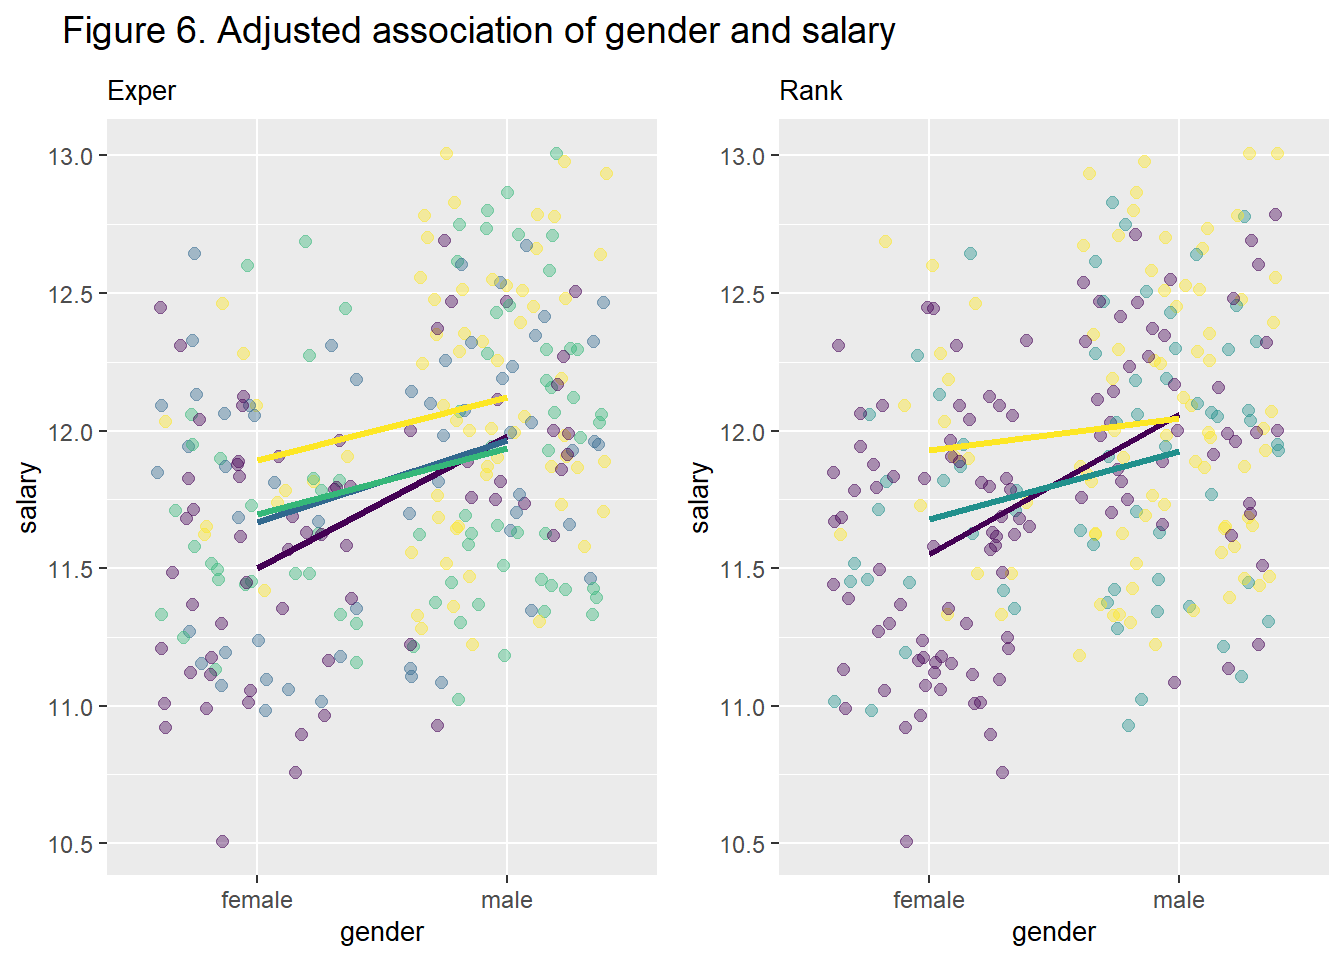 Figure 6. Adjusted association of gender and salary
Exper
13.0
12.5
12.0
11.5
11.0
10.5
salary
female
male
gender
Rank
13.0
12.5
12.0
11.5
11.0
10.5
salary
female
male
gender